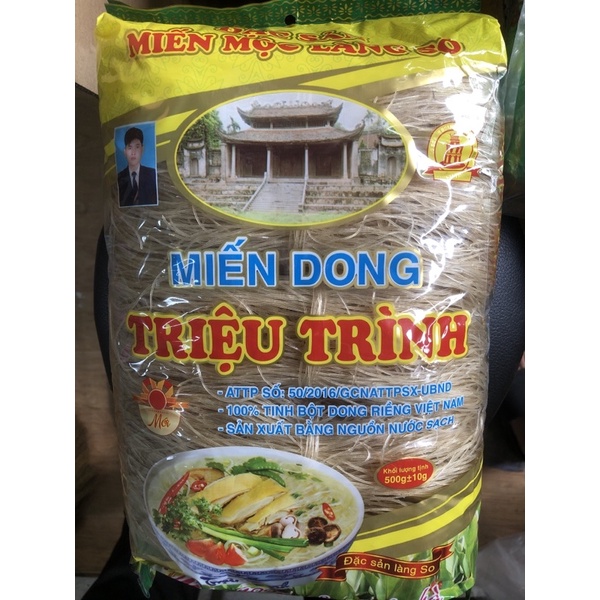 MIẾN MỘC LÀNG SO
MIẾN DONG
TRIỆU TRÌNH
- ATTP SỐ: 50/2016/GCNATTPSX-UBND
- 100% TINH BỘT DONG RIỀNG VIỆT NAM
- SẢN XUẤT BẰNG NGUỒN NƯỚC SẠCH
Mới
Khối lượng tịnh
500g±10g
Đặc sản làng So